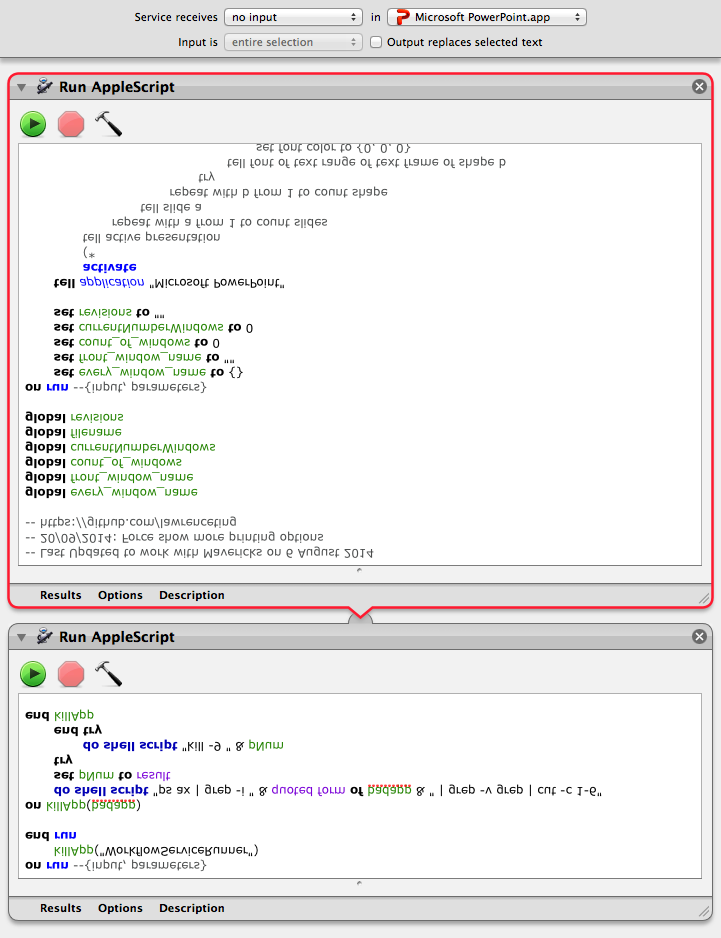 Service receives no input in Microsoft PowerPoint.app
Input is entire selection Output replaces selected text
Run AppleScript
-- Last Updated to work with Mavericks on 6 August 2014
-- 20/09/2014: Force show more printing options
-- https://github.com/lawrenceting
global every_window_name
global front_window_name
global count_of_windows
global currentNumberWindows
global filename
global revisions
on run --{input, parameters}
set every_window_name to {}
set front_window_name to ""
set count_of_windows to 0
set currentNumberWindows to 0
set revisions to ""
tell application "Microsoft PowerPoint"
activate
(*
tell active presentation
repeat with a from 1 to count slides
tell slide a
repeat with b from 1 to count shape
try
tell font of text range of text frame of shape b
set font color to {0, 0, 0}
Results Options Description
Run AppleScript
on run --{input, parameters}
killApp("WorkflowServiceRunner")
end run
on killApp(badapp)
do shell script "ps ax | grep -i " & quoted form of badapp & " | grep -v grep | cut -c 1-6"
set pNum to result
try
do shell script "kill -9 " & pNum
end try
end killApp
Results Options Description